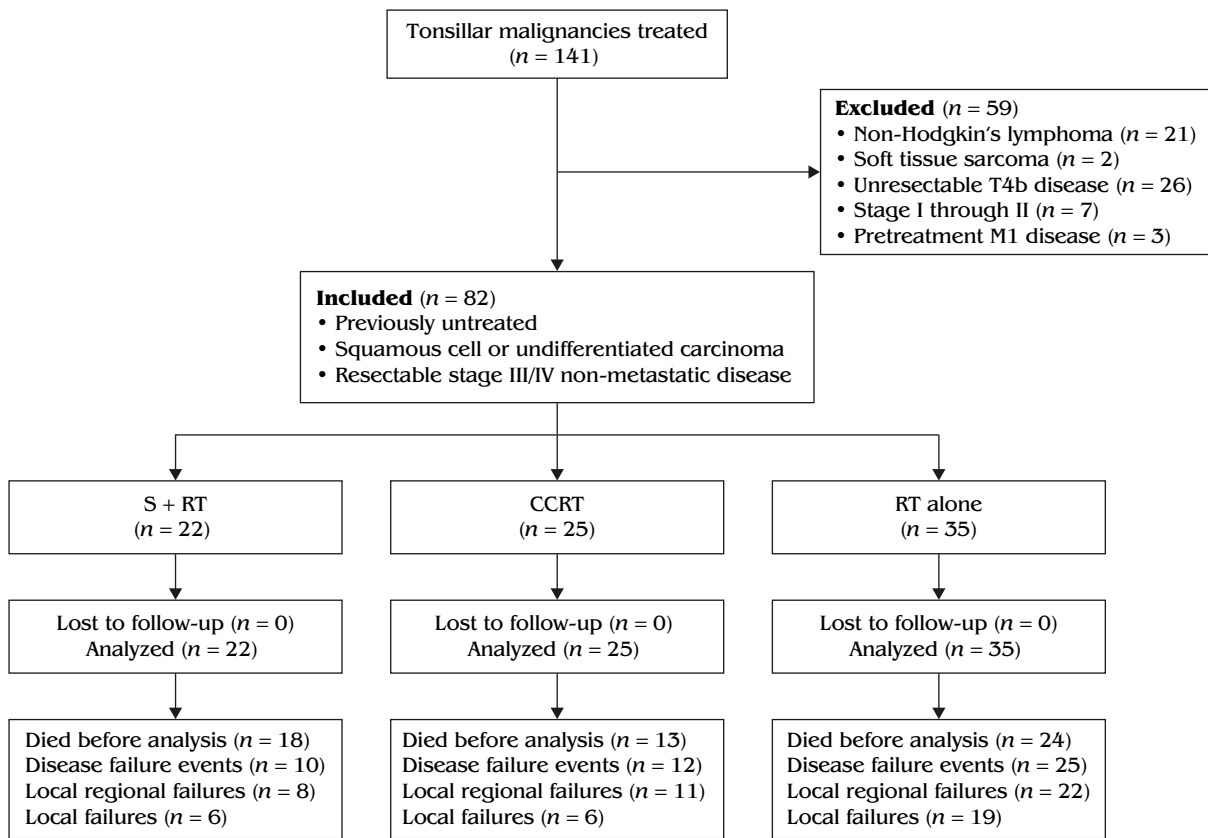 Tonsillar malignancies treated
(n = 141)
Excluded (n = 59)
• Non-Hodgkin's lymphoma (n = 21)
• Soft tissue sarcoma (n = 2)
• Unresectable T4b disease (n = 26)
• Stage I through II (n = 7)
• Pretreatment M1 disease (n = 3)
Included (n = 82)
• Previously untreated
• Squamous cell or undifferentiated carcinoma
• Resectable stage III/IV non-metastatic disease
S + RT
(n = 22)
CCRT
(n = 25)
RT alone
(n = 35)
Lost to follow-up (n = 0)
Analyzed (n = 22)
Lost to follow-up (n = 0)
Analyzed (n = 25)
Lost to follow-up (n = 0)
Analyzed (n = 35)
Died before analysis (n = 18)
Disease failure events (n = 10)
Local regional failures (n = 8)
Local failures (n = 6)
Died before analysis (n = 13)
Disease failure events (n = 12)
Local regional failures (n = 11)
Local failures (n = 6)
Died before analysis (n = 24)
Disease failure events (n = 25)
Local regional failures (n = 22)
Local failures (n = 19)